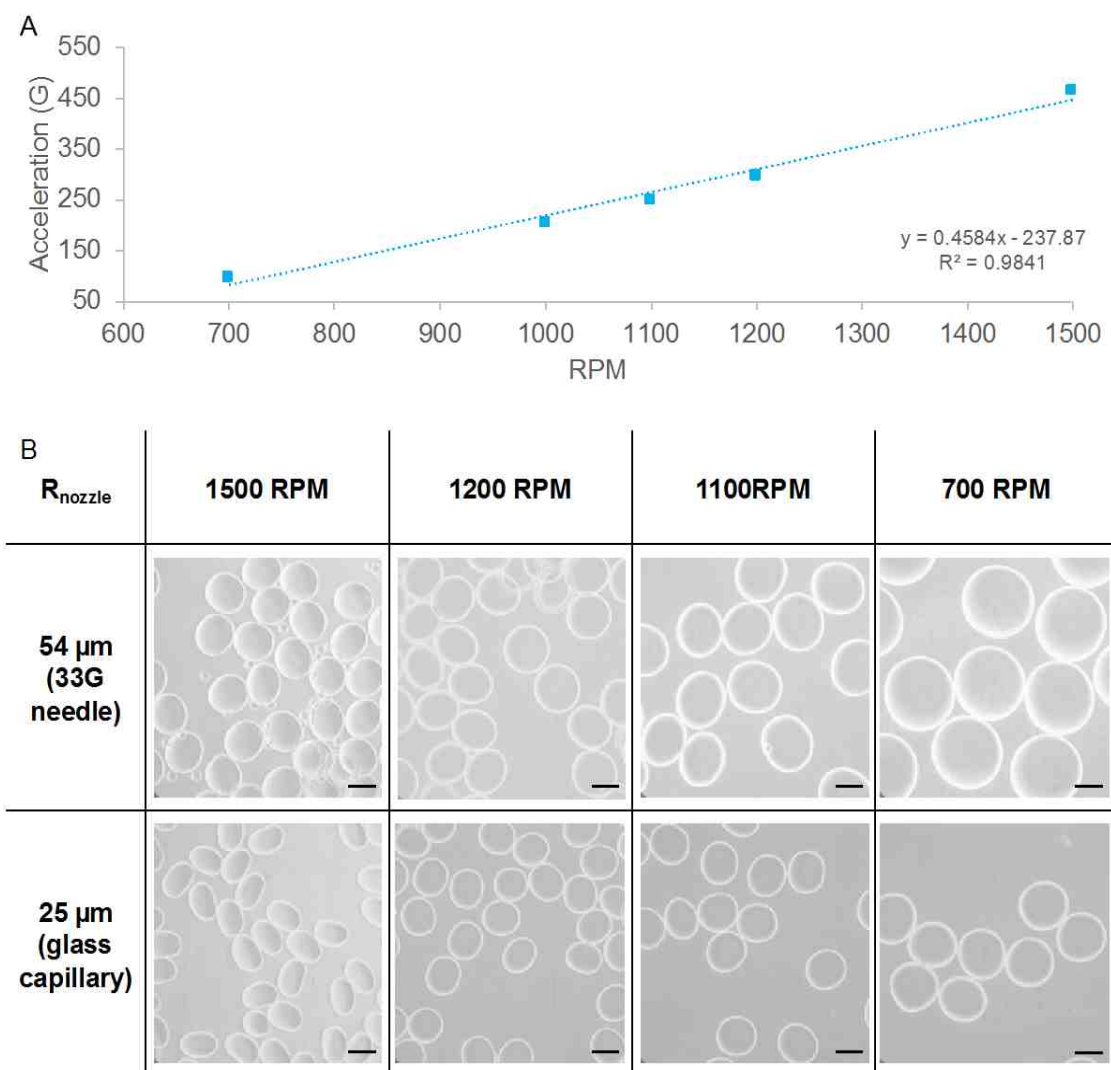 A
550
450
350
250
150
50
Acceleration (G)
600 700 800 900 1000 1100 1200 1300 1400 1500
RPM
y = 0.4584x - 237.87
R² = 0.9841
B
Rnozzle 1500 RPM 1200 RPM 1100RPM 700 RPM
54 µm
(33G
needle)
25 µm
(glass
capillary)